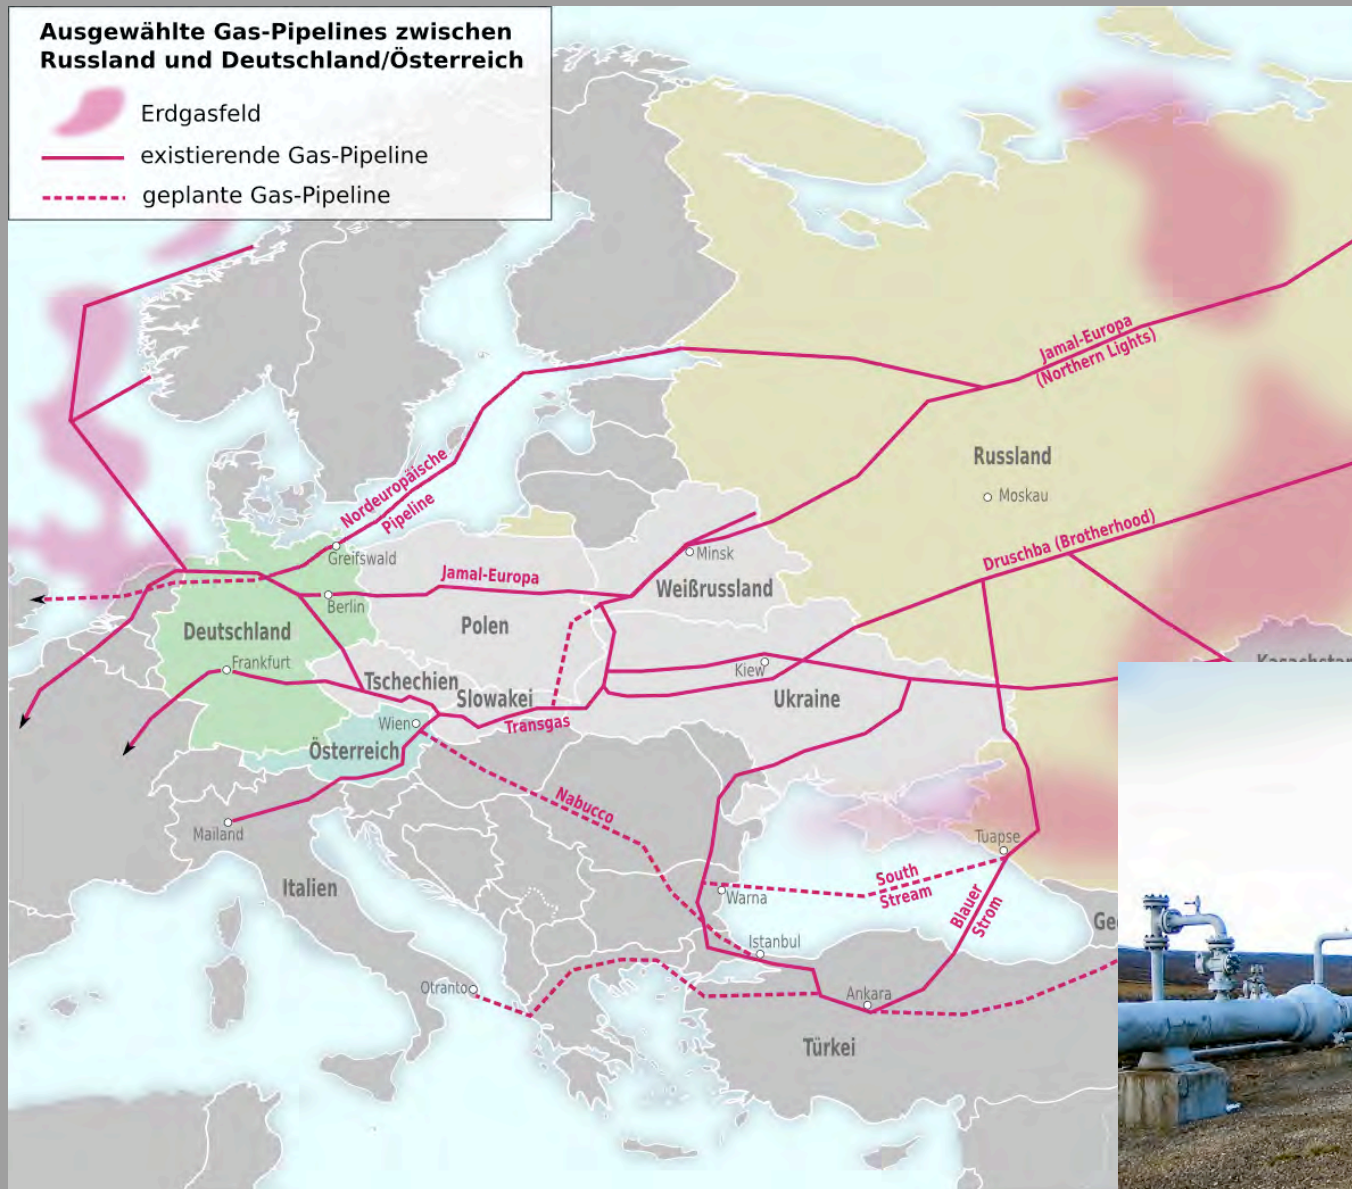 Ausgewählte Gas-Pipelines zwischen
Russland und Deutschland/Österreich
Erdgasfeld
existierende Gas-Pipeline
geplante Gas-Pipeline
Jamal-Europa
(Northern Lights)
Russland
Moskau
Nordeuropäische
Pipeline
Druschba (Brotherhood)
Greifswald
Minsk
Jamal-Europa
Weißrussland
Berlin
Polen
Deutschland
Frankfurt
Kiew
Tschechien
Slowakei
Ukraine
Wien
Transgas
Österreich
Nabucco
Mailand
Tuapse
Italien
South
Stream
Warna
Blauer
Strom
Istanbul
Otranto
Ankara
Türkei